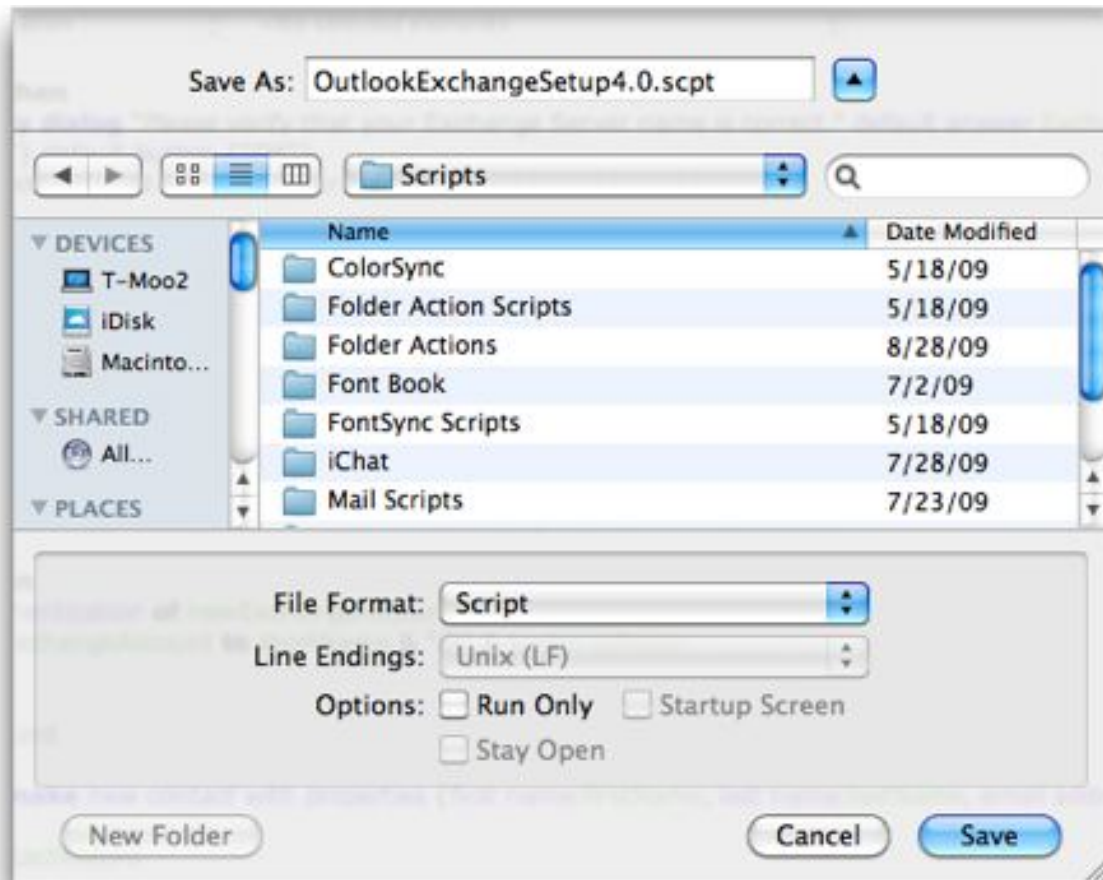 Save As: OutlookExchangeSetup4.0.scpt
Scripts
DEVICES
T-Moo2
iDisk
Macinto...
SHARED
All...
PLACES
Name Date Modified
ColorSync 5/18/09
Folder Action Scripts 5/18/09
Folder Actions 8/28/09
Font Book 7/2/09
FontSync Scripts 5/18/09
iChat 7/28/09
Mail Scripts 7/23/09
File Format: Script
Line Endings: Unix (LF)
Options: Run Only Startup Screen
Stay Open
New Folder Cancel Save